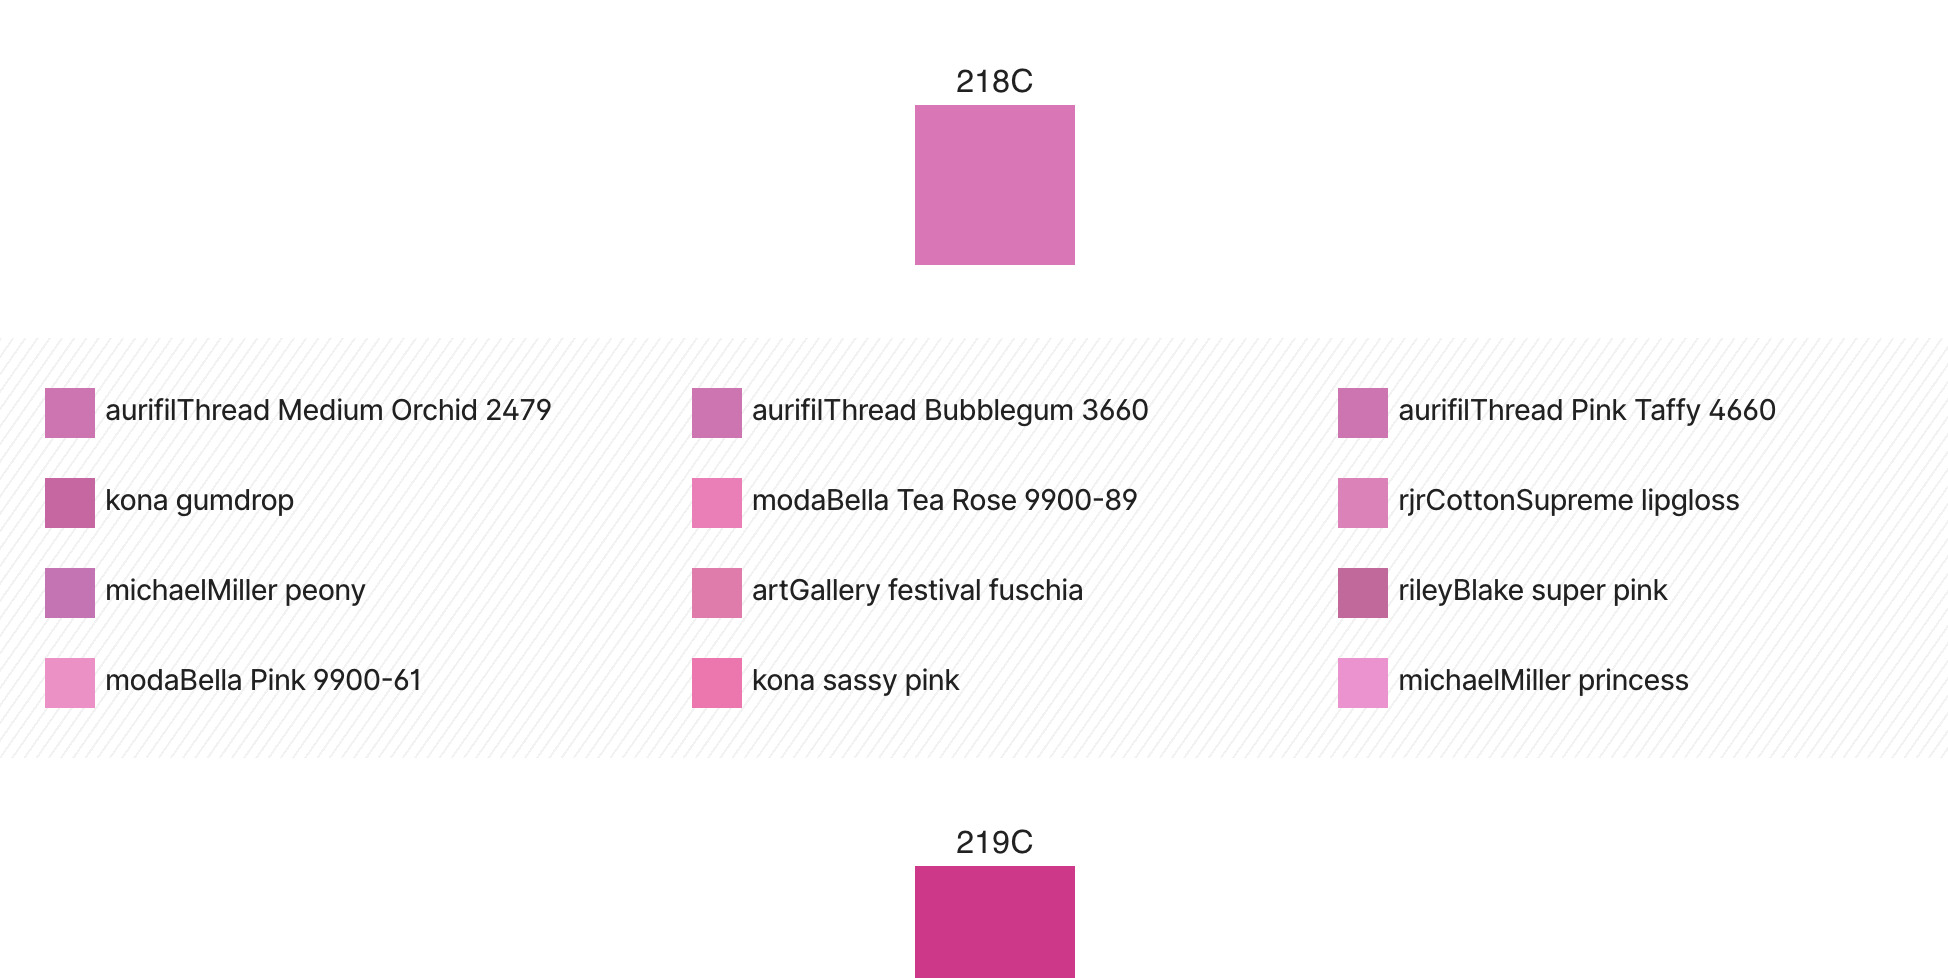 218C
aurifilThread Medium Orchid 2479
aurifilThread Bubblegum 3660
aurifilThread Pink Taffy 4660
kona gumdrop
modaBella Tea Rose 9900-89
rjrCottonSupreme lipgloss
michaelMiller peony
artGallery festival fuschia
rileyBlake super pink
modaBella Pink 9900-61
kona sassy pink
michaelMiller princess
219C